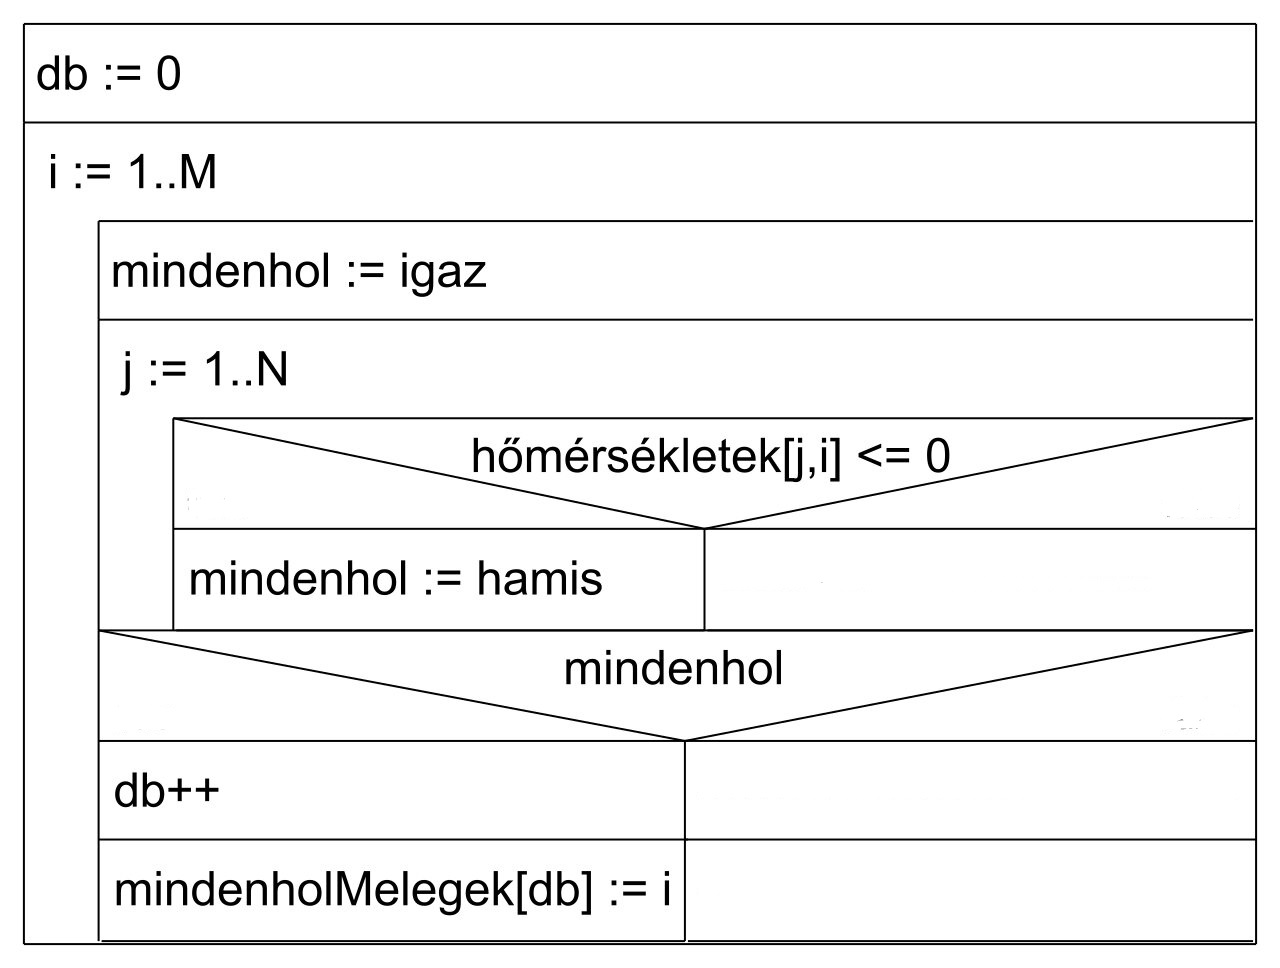 db := 0
i := 1..M
mindenhol := igaz
j := 1..N
hőmérsékletek[j,i] <= 0
mindenhol := hamis
mindenhol
db++
mindenholMelegek[db] := i